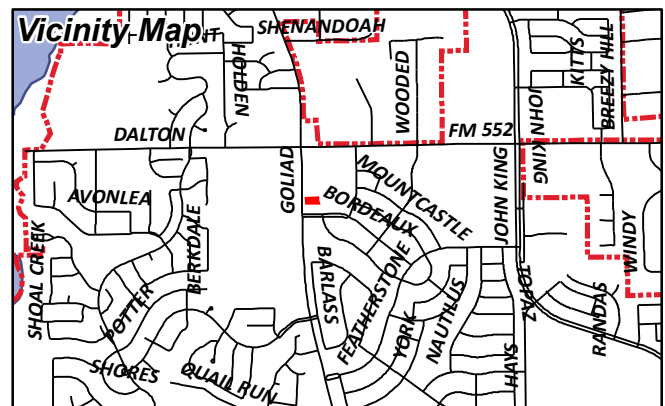 Vicinity Map
SHENANDOAH
HOLDEN
WOODED
KITTS
BREEZY HILL
DALTON
FM 552
JOHN KING
AVONLEA
GOLIAD
MOUNTCASTLE
BORDEAUX
JOHN KING
BERKDALE
SHOAL CREEK
WINDY
BARLASS
FEATHERSTONE
TOPAZ
POTTER
NAUTILUS
YORK
RANDAS
SHORES
QUAIL RUN
HAYS